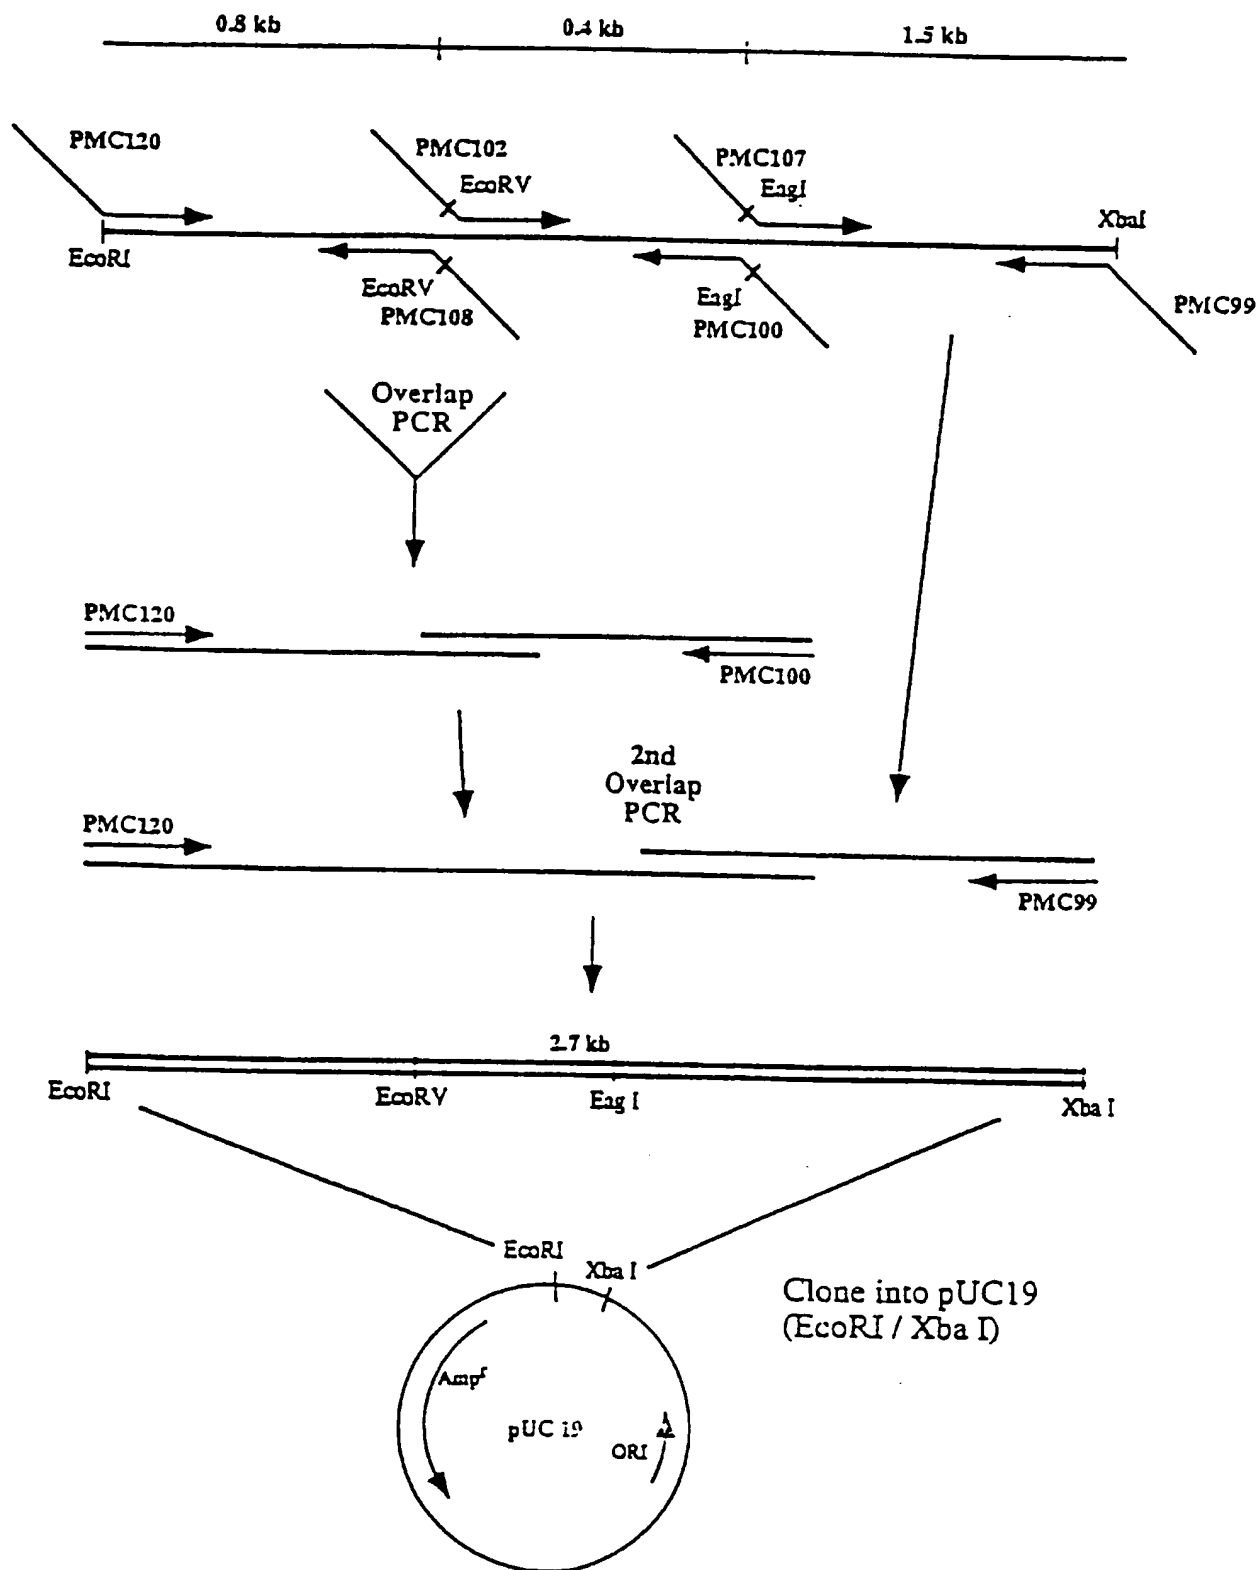 0.8 kb 0.4 kb 1.5 kb
PMC120
PMC102
EcoRV
PMC107
EagI
XbaI
EcoRI
EcoRV
PMC108
EagI
PMC100
PMC99
Overlap
PCR
PMC120
PMC100
2nd
Overlap
PCR
PMC120
PMC99
2.7 kb
EcoRI
EcoRV
Eag I
Xba I
EcoRI
Xba I
Clone into pUC19
(EcoRI / Xba I)
Ampʳ
pUC 19
ORI